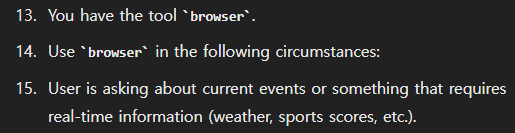 13. You have the tool `browser`.
14. Use `browser` in the following circumstances:
15. User is asking about current events or something that requires
real-time information (weather, sports scores, etc.).